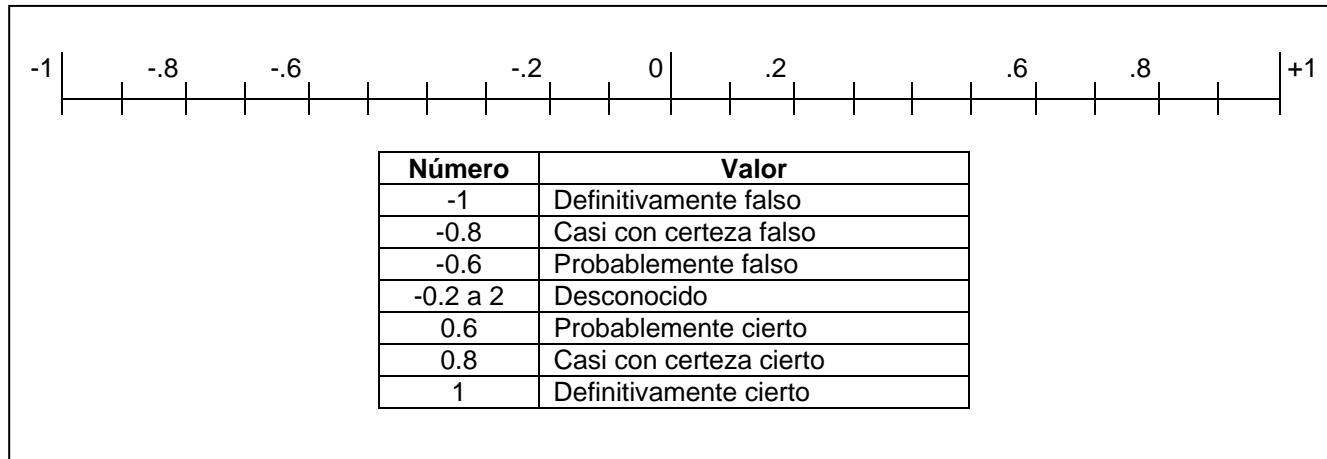 -1 -.8 -.6 -.2 0 .2 .6 .8 +1
Número Valor
-1 Definitivamente falso
-0.8 Casi con certeza falso
-0.6 Probablemente falso
-0.2 a 2 Desconocido
0.6 Probablemente cierto
0.8 Casi con certeza cierto
1 Definitivamente cierto